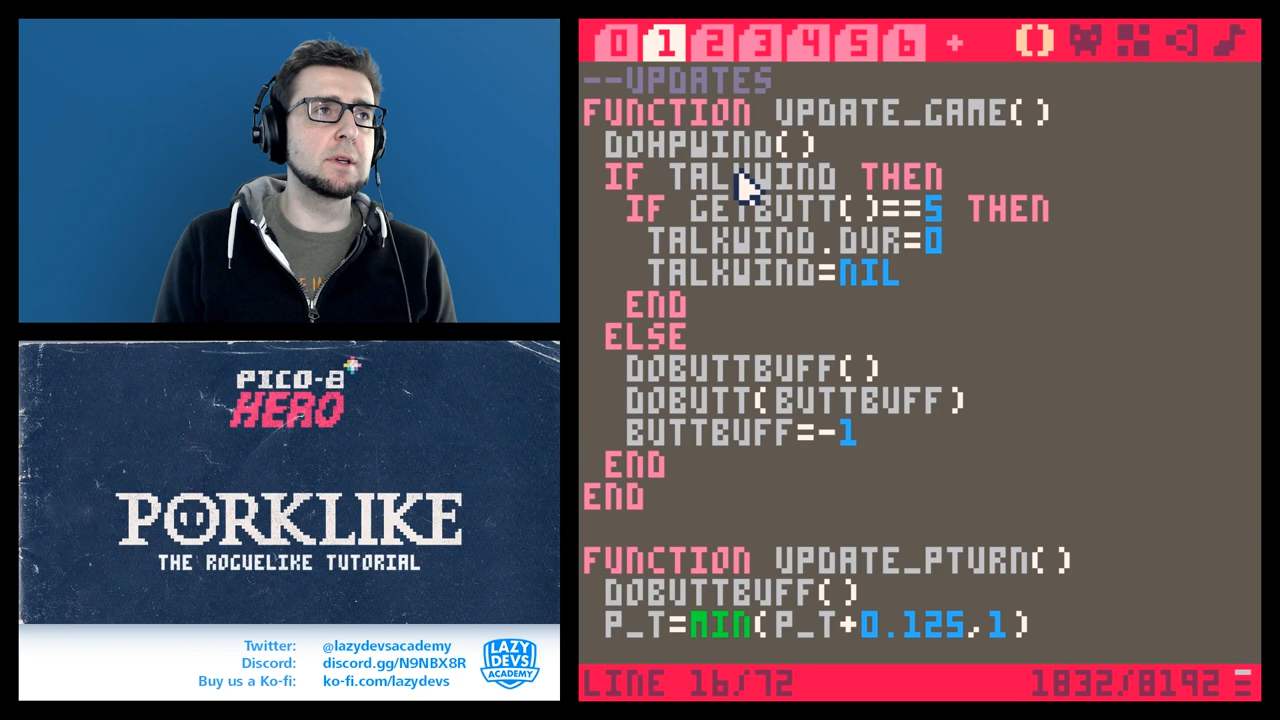 PICO-8
HERO
PORKLIKE
THE ROGUELIKE TUTORIAL
Twitter: @lazydevsacademy
Discord: discord.gg/N9NBX8R
Buy us a Ko-fi: ko-fi.com/lazydevs
LAZY
DEVS
ACADEMY
0 1 2 3 4 5 6 + ()
--UPDATES
FUNCTION UPDATE_GAME()
DOHPWIND()
IF TALKWIND THEN
IF GETBUTT()==5 THEN
TALKWIND.DUR=0
TALKWIND=NIL
END
ELSE
DOBUTTBUFF()
DOBUTT(BUTTBUFF)
BUTTBUFF=-1
END
END
FUNCTION UPDATE_PTURN()
DOBUTTBUFF()
P_T=MIN(P_T+0.125,1)
LINE 16/72 1832/8192